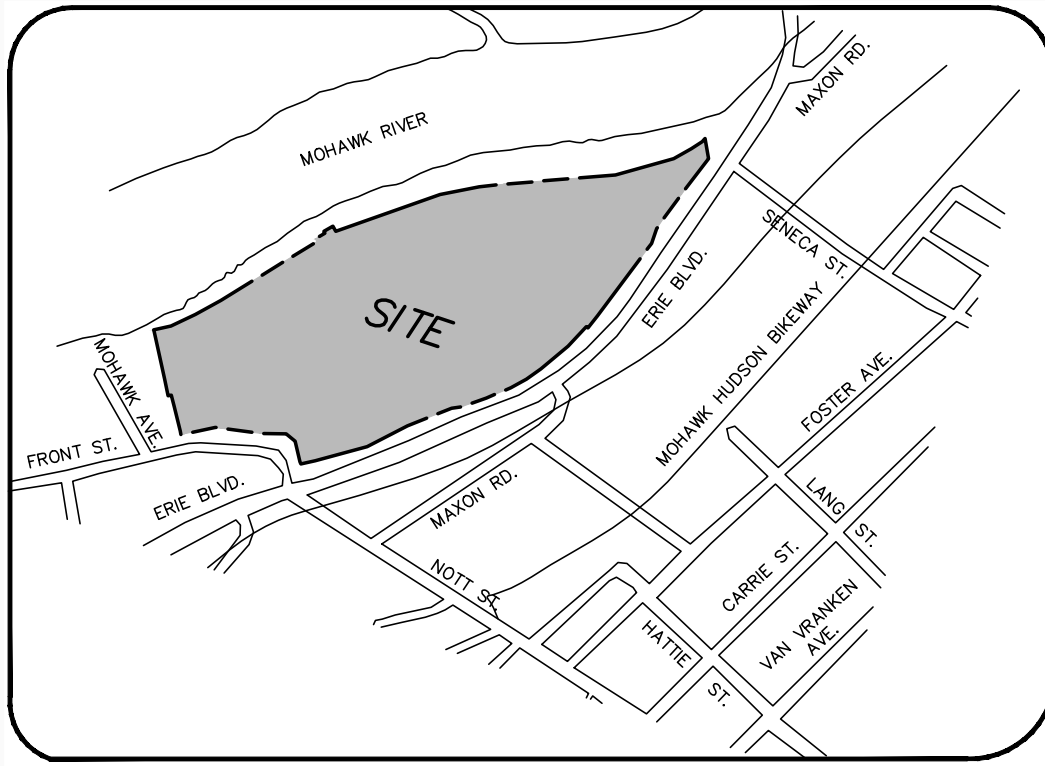 MAXON RD.
MOHAWK RIVER
SENECA ST.
ERIE BLVD.
SITE
MOHAWK HUDSON BIKEWAY
MOHAWK AVE.
FOSTER AVE.
FRONT ST.
ERIE BLVD.
MAXON RD.
LANG
ST.
NOTT ST.
CARRIE ST.
VAN VRANKEN
AVE.
HATTIE
ST.